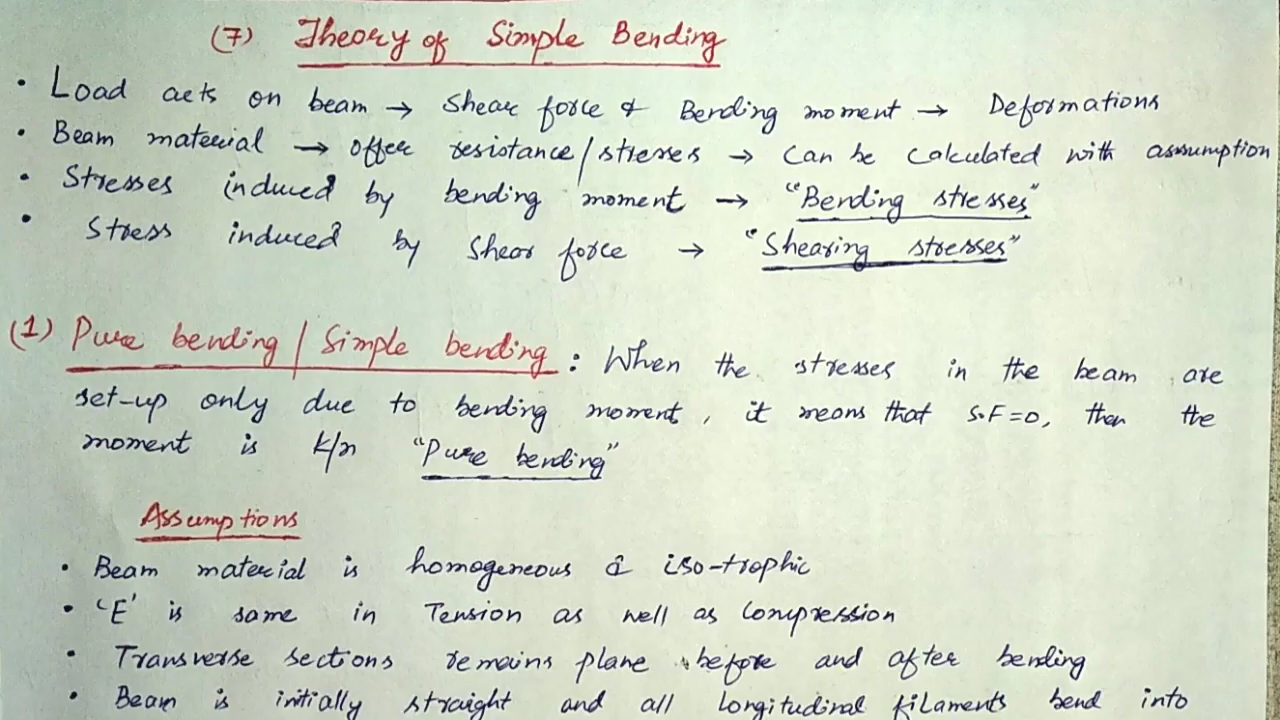 (7) Theory of Simple Bending
• Load acts on beam → Shear force & Bending moment → Deformations
• Beam material → offer resistance/stresses → Can be Calculated with assumption
• Stresses induced by bending moment → "Bending stresses"
• Stress induced by Shear force → "Shearing stresses"
(1) Pure bending / Simple bending : When the stresses in the beam are
set-up only due to bending moment, it means that S.F=0, then the
moment is k/n "Pure bending"
Assumptions
• Beam material is homogeneous & iso-trophic
• 'E' is same in Tension as well as Compression
• Transverse sections remains plane before and after bending
• Beam is initially straight and all longitudinal filaments bend into